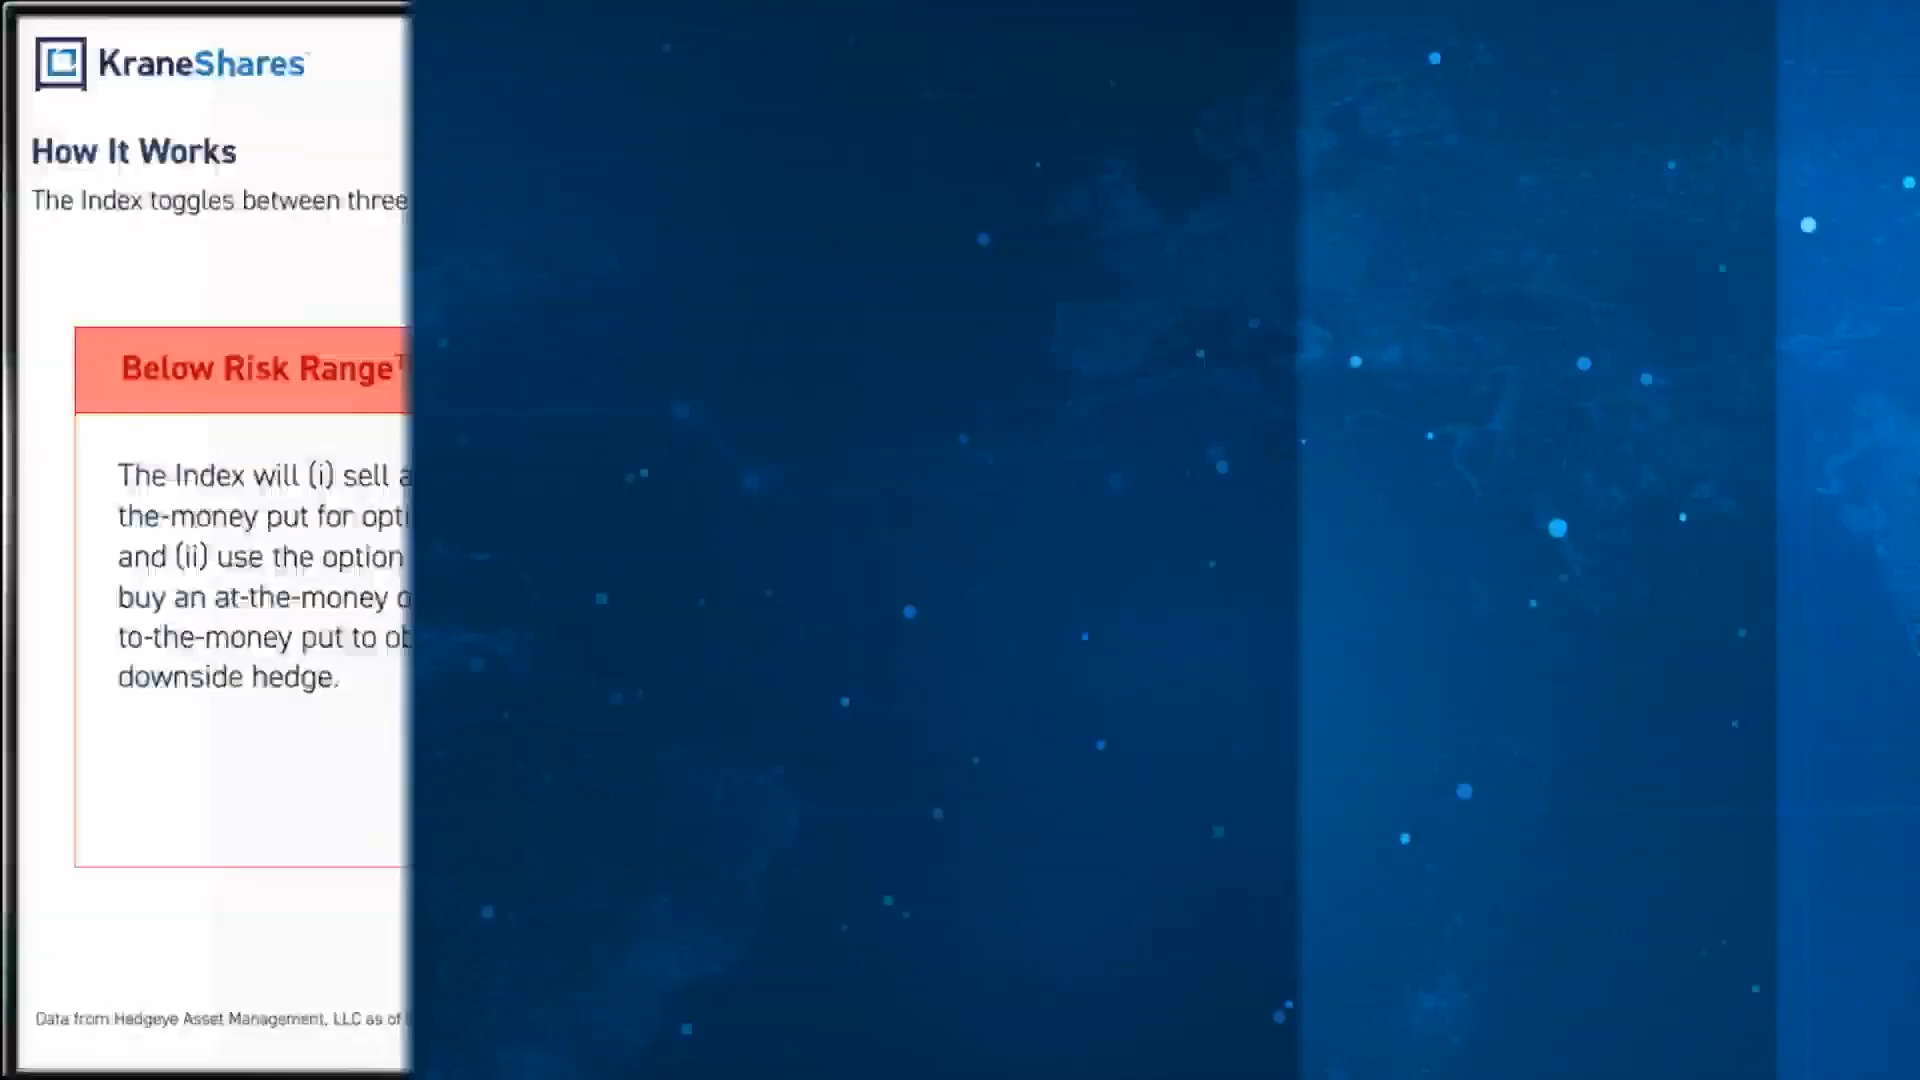 KraneShares
How It Works
The Index toggles between three
Below Risk Range
The Index will (i) sell
the-money put for
and (ii) use the option
buy an at-the-money
to-the-money put to
downside hedge.
Data from Hedgeye Asset Management, LLC as of